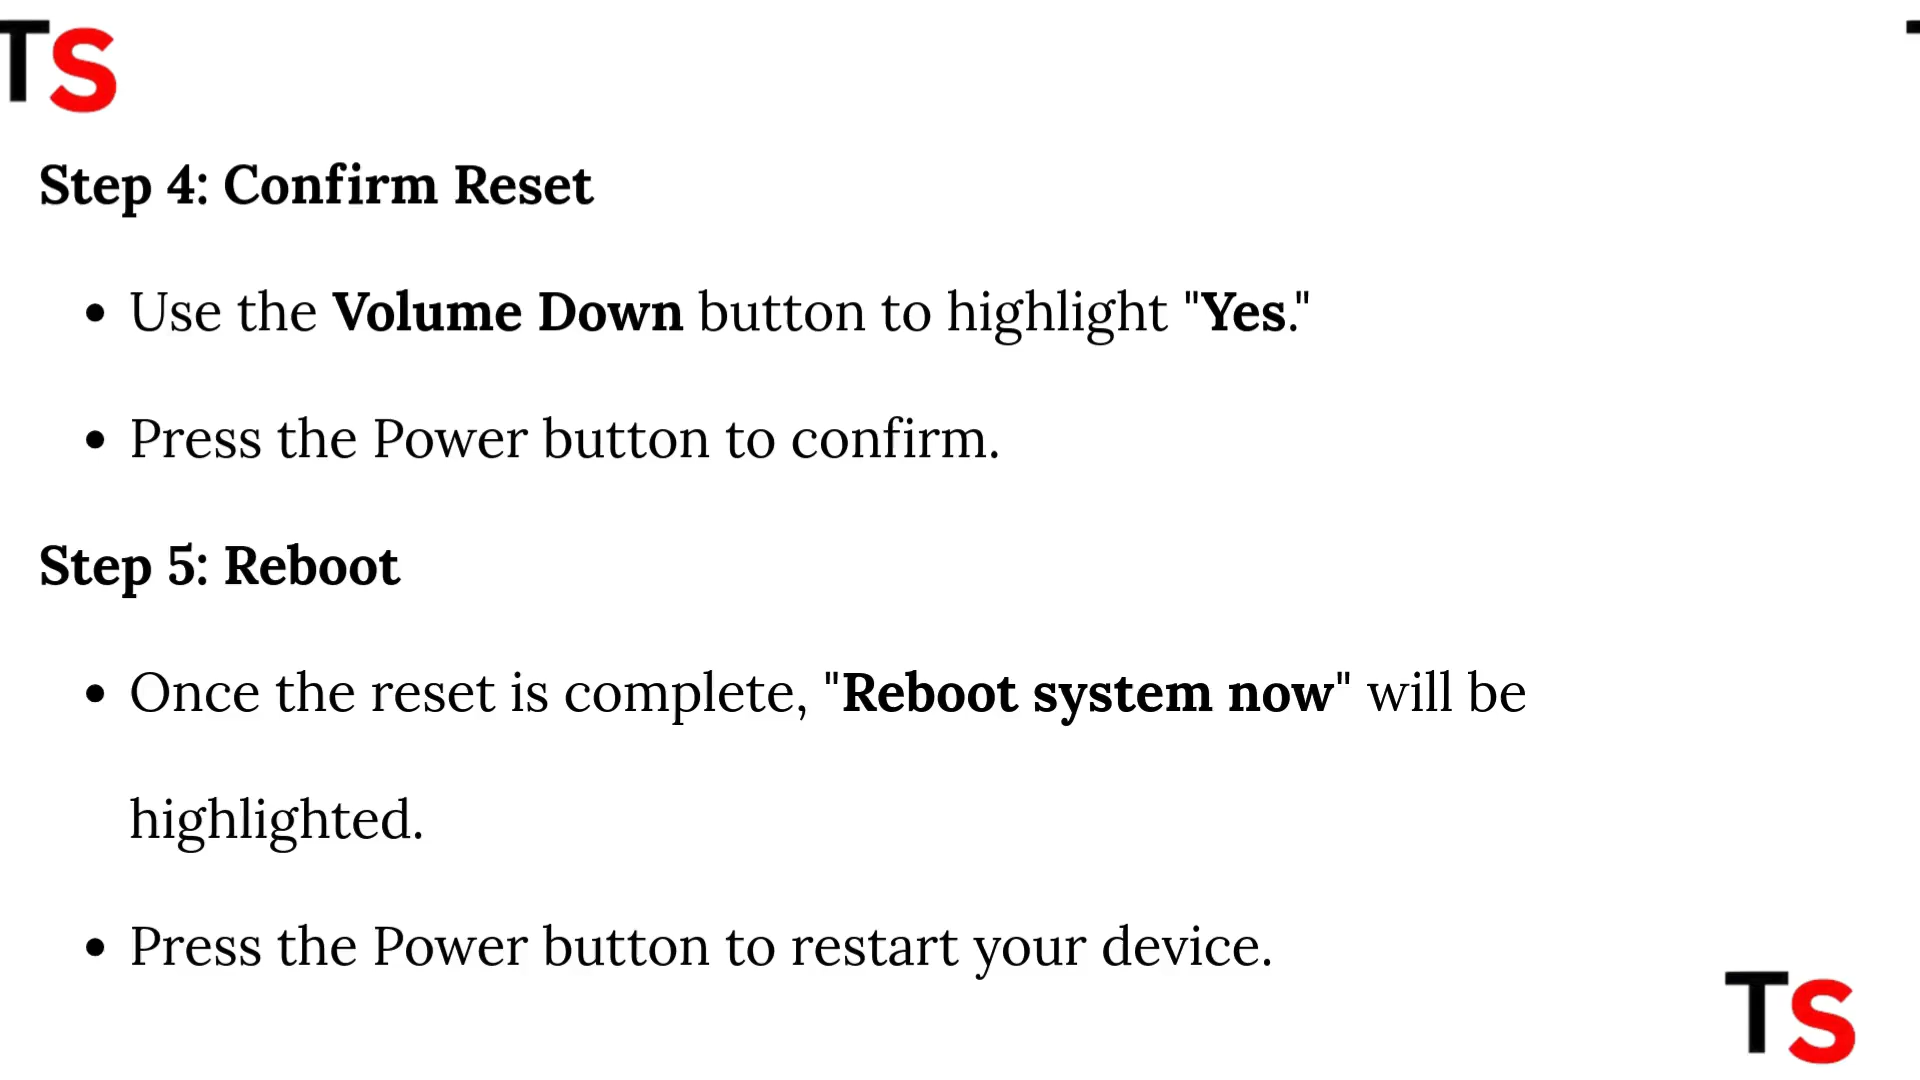 TS
Step 4: Confirm Reset
• Use the Volume Down button to highlight "Yes."
• Press the Power button to confirm.
Step 5: Reboot
• Once the reset is complete, "Reboot system now" will be
highlighted.
• Press the Power button to restart your device.
TS